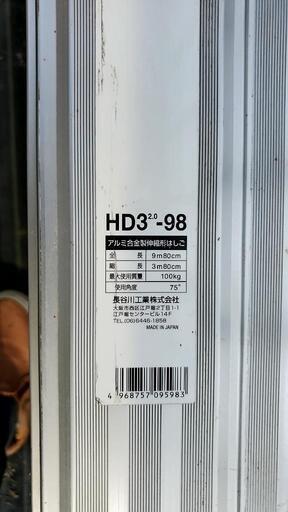 HD3²·⁰-98
アルミ合金製伸縮形はしご
全長 9m80cm
縮長 3m80cm
最大使用質量 100kg
使用角度 75°
長谷川工業株式会社
大阪市西区江戸堀2丁目1-1
江戸堀センタービル14F
TEL.(06)6446-1858
MADE IN JAPAN
4 968757 095983